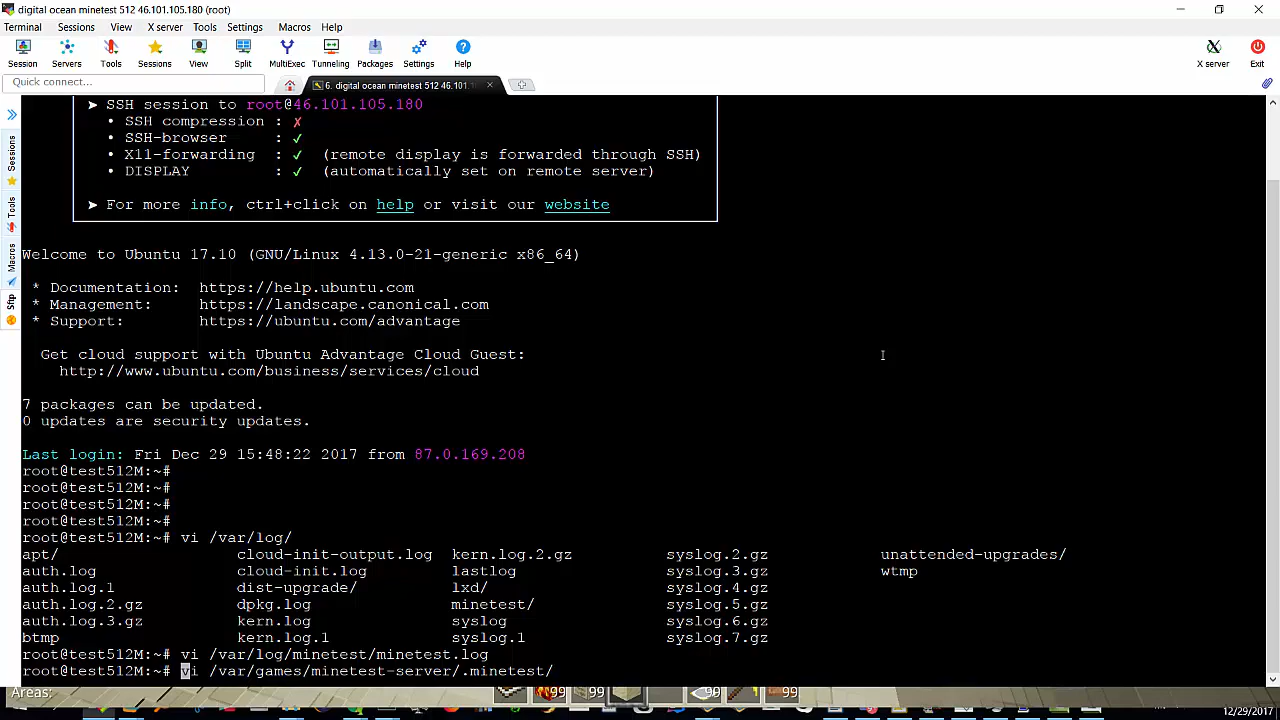 digital ocean minetest 512 46.101.105.180 (root)
Terminal Sessions View X server Tools Settings Macros Help
Session Servers Tools Sessions View Split MultiExec Tunneling Packages Settings Help X server Exit
Quick connect...
6. digital ocean minetest 512 46.101.1
Sessions
Tools
Macros
Sftp
➤ SSH session to root@46.101.105.180
• SSH compression : ✗
• SSH-browser : ✓
• X11-forwarding : ✓ (remote display is forwarded through SSH)
• DISPLAY : ✓ (automatically set on remote server)
➤ For more info, ctrl+click on help or visit our website
Welcome to Ubuntu 17.10 (GNU/Linux 4.13.0-21-generic x86_64)
* Documentation: https://help.ubuntu.com
* Management: https://landscape.canonical.com
* Support: https://ubuntu.com/advantage
Get cloud support with Ubuntu Advantage Cloud Guest:
http://www.ubuntu.com/business/services/cloud
7 packages can be updated.
0 updates are security updates.
Last login: Fri Dec 29 15:48:22 2017 from 87.0.169.208
root@test512M:~#
root@test512M:~#
root@test512M:~#
root@test512M:~#
root@test512M:~# vi /var/log/
apt/ cloud-init-output.log kern.log.2.gz syslog.2.gz unattended-upgrades/
auth.log cloud-init.log lastlog syslog.3.gz wtmp
auth.log.1 dist-upgrade/ lxd/ syslog.4.gz
auth.log.2.gz dpkg.log minetest/ syslog.5.gz
auth.log.3.gz kern.log syslog syslog.6.gz
btmp kern.log.1 syslog.1 syslog.7.gz
root@test512M:~# vi /var/log/minetest/minetest.log
root@test512M:~# vi /var/games/minetest-server/.minetest/
Areas: 99 99 99 99
12/29/2017